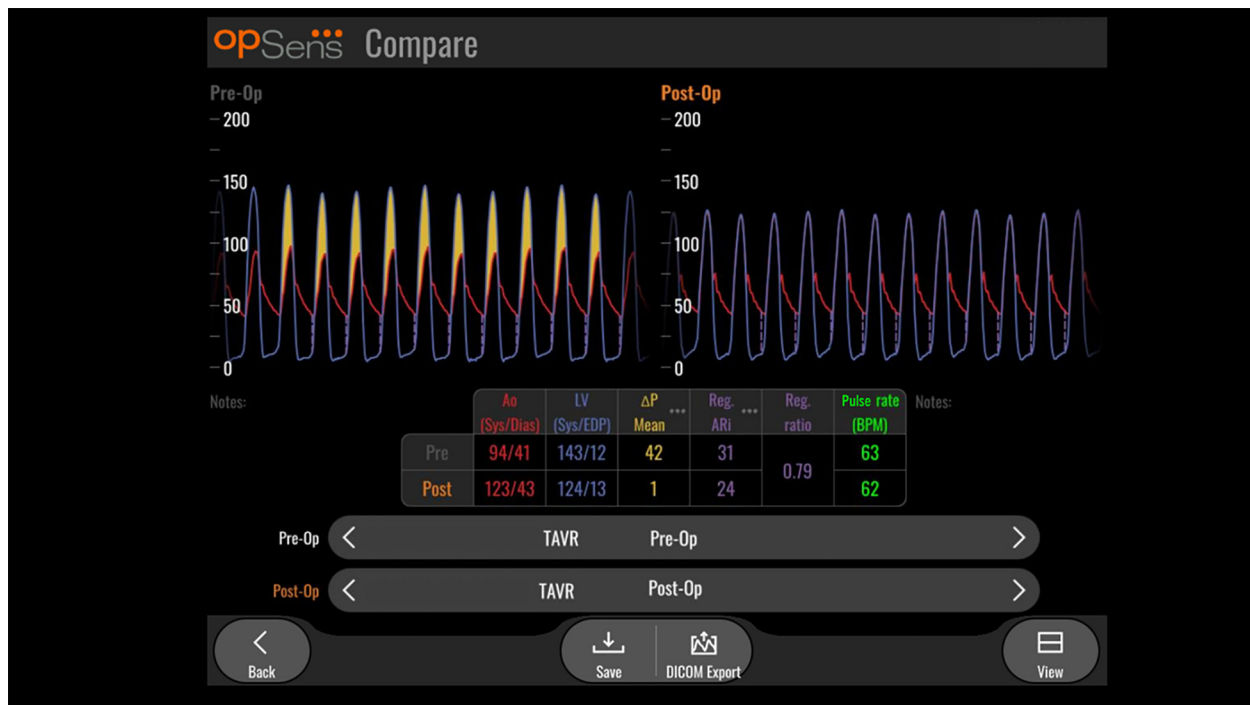 opSens Compare
Pre-Op
200
150
100
50
0
Post-Op
200
150
100
50
0
Notes:
Ao (Sys/Dias) LV (Sys/EDP) ΔP Mean ... Reg. ARi ... Reg. ratio Pulse rate (BPM)
Pre 94/41 143/12 42 31 0.79 63
Post 123/43 124/13 1 24 62
Notes:
Pre-Op TAVR Pre-Op
Post-Op TAVR Post-Op
Back Save DICOM Export View